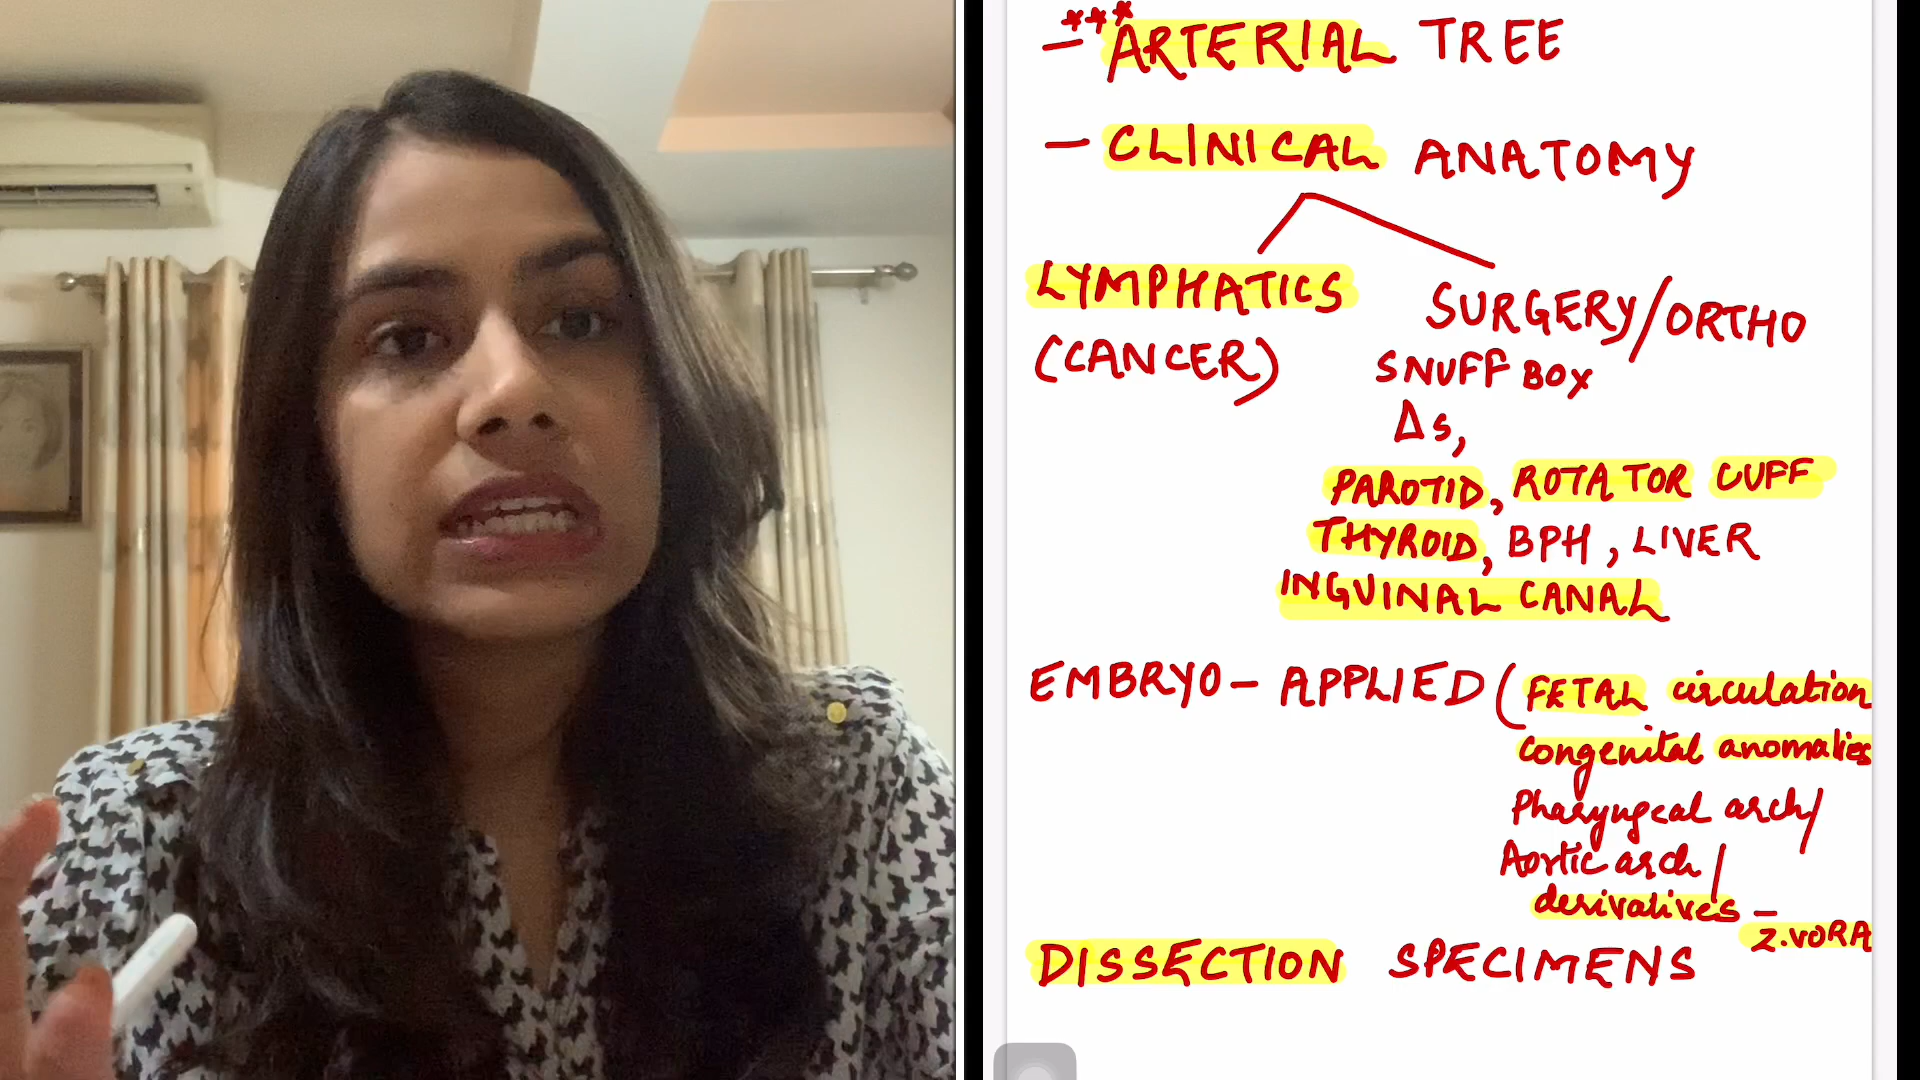 - *** ARTERIAL TREE
- CLINICAL ANATOMY
LYMPHATICS
(CANCER)
SURGERY/ORTHO
SNUFF BOX
Δs,
PAROTID, ROTATOR CUFF
THYROID, BPH, LIVER
INGUINAL CANAL
EMBRYO - APPLIED (FETAL circulation
congenital anomalies
Pharyngeal arch/
Aortic arch/
derivatives -
Z.VORA
DISSECTION SPECIMENS